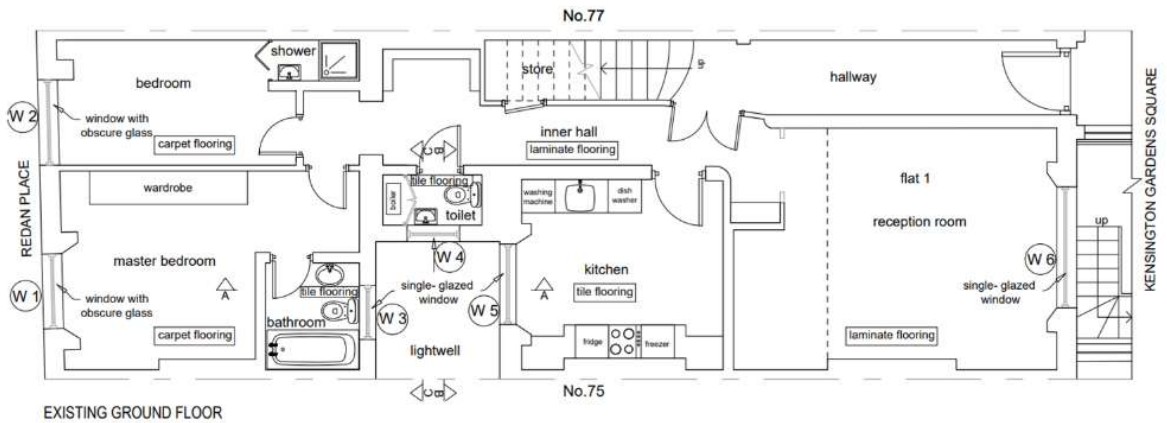 No.77
shower
bedroom
store
up
hallway
W 2
window with
obscure glass
carpet flooring
inner hall
laminate flooring
C B
tile flooring
wardrobe
boiler
toilet
washing
machine
dish
washer
flat 1
reception room
REDAN PLACE
KENSINGTON GARDENS SQUARE
up
master bedroom
A
W 4
kitchen
A
tile flooring
W 6
W 1
window with
obscure glass
tile flooring
bathroom
W 3
single- glazed
window
W 5
single- glazed
window
carpet flooring
lightwell
fridge
freezer
laminate flooring
C B
No.75
EXISTING GROUND FLOOR